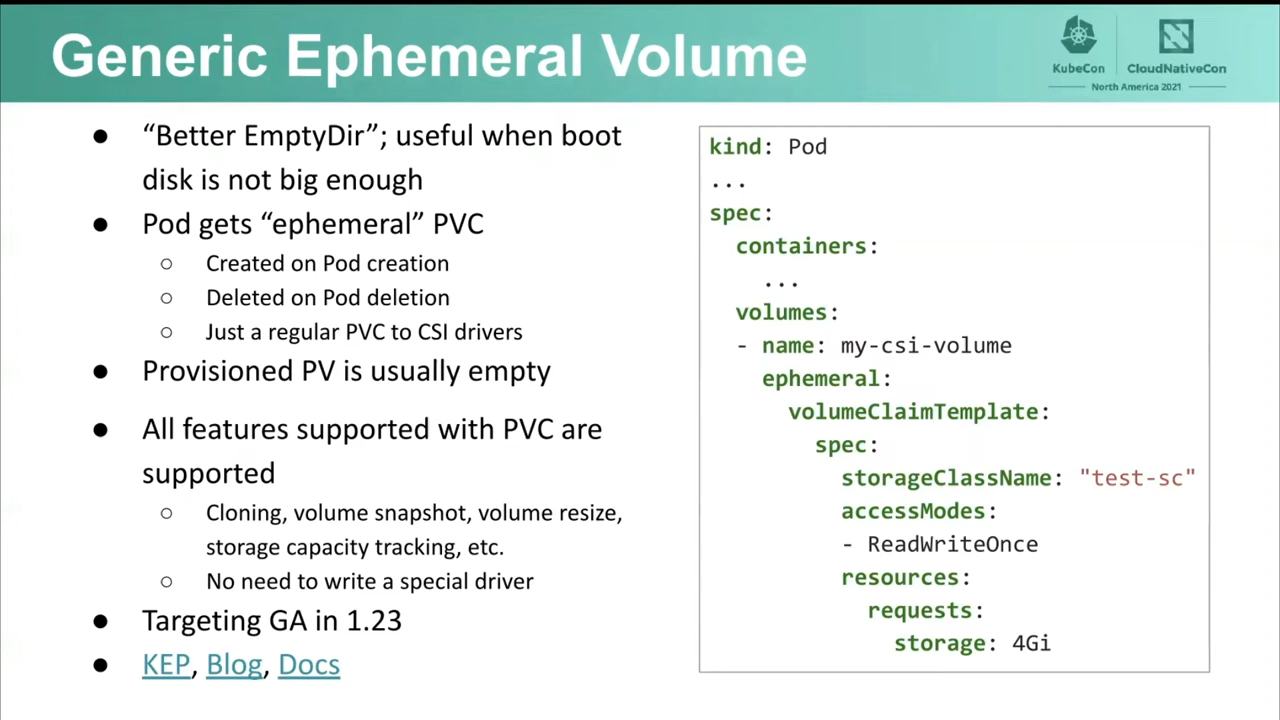 Generic Ephemeral Volume
KubeCon
CloudNativeCon
North America 2021
● “Better EmptyDir”; useful when boot
disk is not big enough
● Pod gets “ephemeral” PVC
○ Created on Pod creation
○ Deleted on Pod deletion
○ Just a regular PVC to CSI drivers
● Provisioned PV is usually empty
● All features supported with PVC are
supported
○ Cloning, volume snapshot, volume resize,
storage capacity tracking, etc.
○ No need to write a special driver
● Targeting GA in 1.23
● KEP, Blog, Docs
kind: Pod
...
spec:
  containers:
    ...
  volumes:
  - name: my-csi-volume
    ephemeral:
      volumeClaimTemplate:
        spec:
          storageClassName: "test-sc"
          accessModes:
          - ReadWriteOnce
          resources:
            requests:
              storage: 4Gi